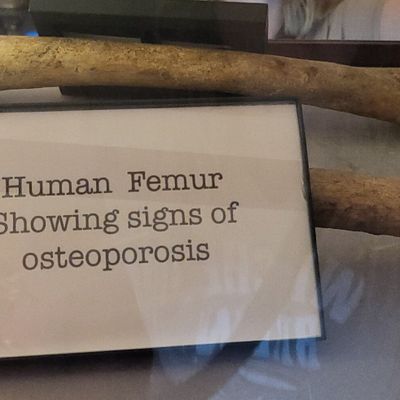 Human Femur
Showing signs of
osteoporosis